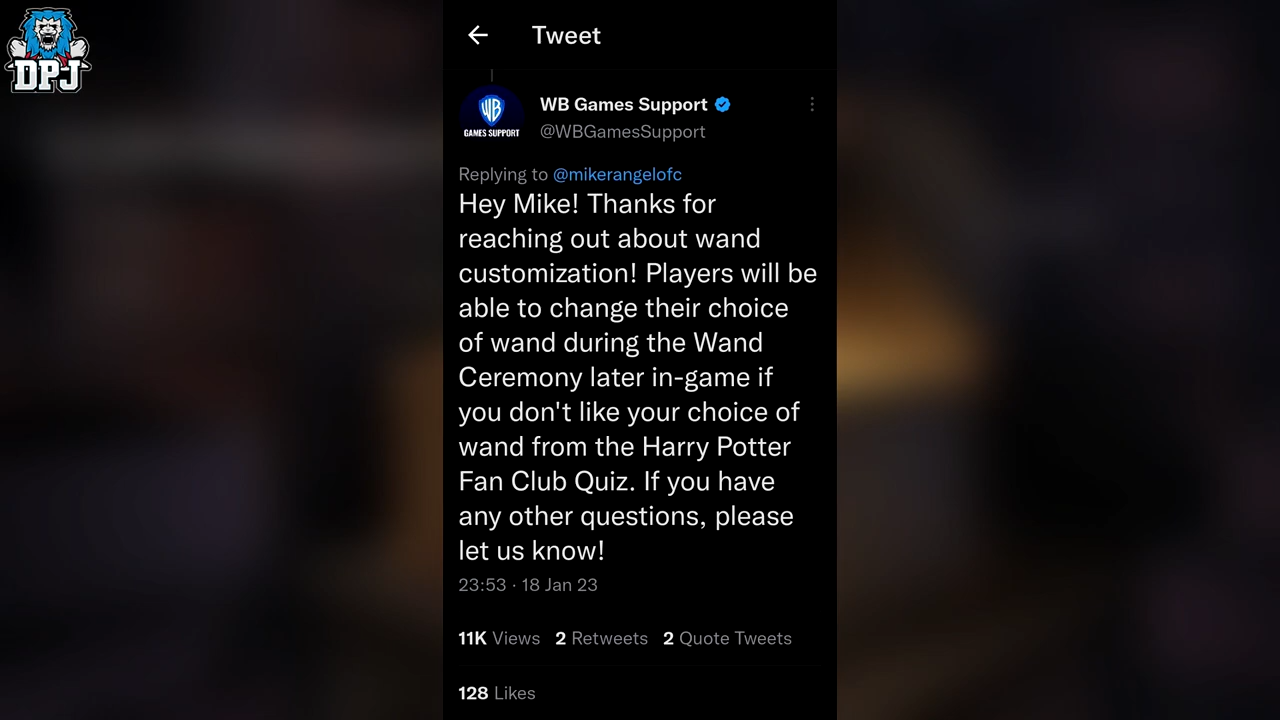 DPJ
Tweet
WB Games Support
@WBGamesSupport
WB
GAMES SUPPORT
Replying to @mikerangelofc
Hey Mike! Thanks for
reaching out about wand
customization! Players will be
able to change their choice
of wand during the Wand
Ceremony later in-game if
you don't like your choice of
wand from the Harry Potter
Fan Club Quiz. If you have
any other questions, please
let us know!
23:53 · 18 Jan 23
11K Views 2 Retweets 2 Quote Tweets
128 Likes